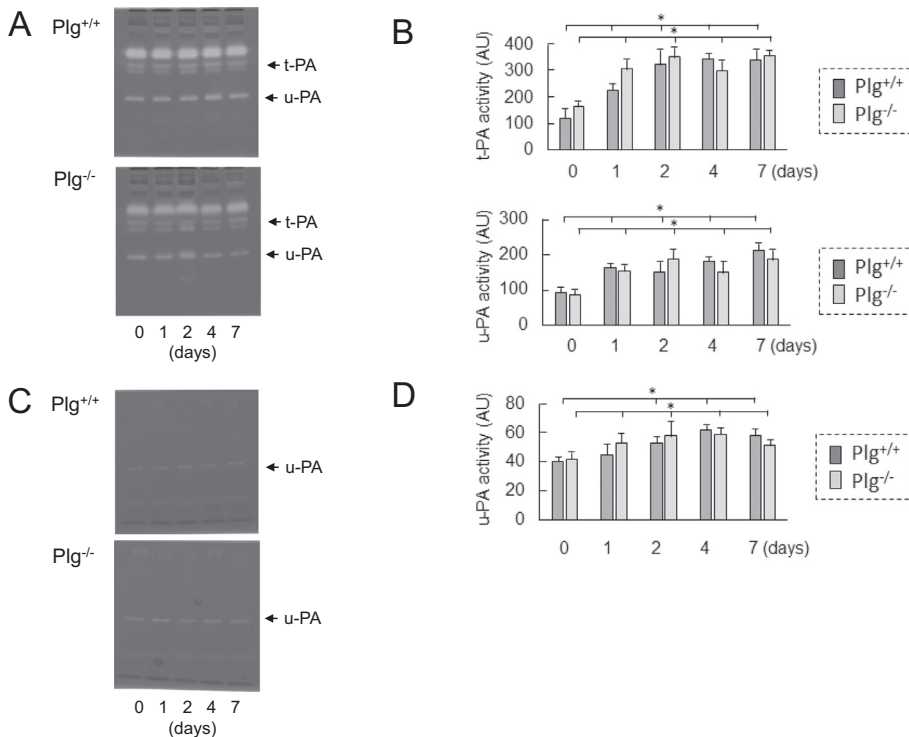 A
Plg+/+
t-PA
u-PA
Plg-/-
t-PA
u-PA
0 1 2 4 7
(days)
B
t-PA activity (AU)
400
300
200
100
0
0 1 2 4 7 (days)
*
*
Plg+/+
Plg-/-
u-PA activity (AU)
300
200
100
0
0 1 2 4 7 (days)
*
*
Plg+/+
Plg-/-
C
Plg+/+
u-PA
Plg-/-
u-PA
0 1 2 4 7
(days)
D
u-PA activity (AU)
80
60
40
20
0
0 1 2 4 7 (days)
*
*
Plg+/+
Plg-/-